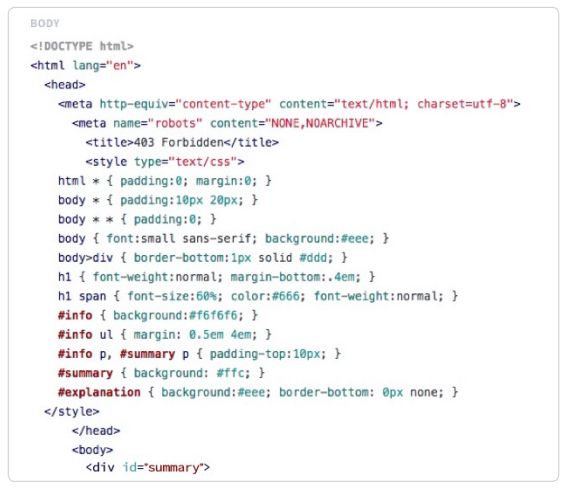 BODY
<!DOCTYPE html>
<html lang="en">
<head>
<meta http-equiv="content-type" content="text/html; charset=utf-8">
<meta name="robots" content="NONE,NOARCHIVE">
<title>403 Forbidden</title>
<style type="text/css">
html * { padding:0; margin:0; }
body * { padding:10px 20px; }
body * * { padding:0; }
body { font:small sans-serif; background:#eee; }
body>div { border-bottom:1px solid #ddd; }
h1 { font-weight:normal; margin-bottom:.4em; }
h1 span { font-size:60%; color:#666; font-weight:normal; }
#info { background:#f6f6f6; }
#info ul { margin: 0.5em 4em; }
#info p, #summary p { padding-top:10px; }
#summary { background: #ffc; }
#explanation { background:#eee; border-bottom: 0px none; }
</style>
</head>
<body>
<div id="summary">